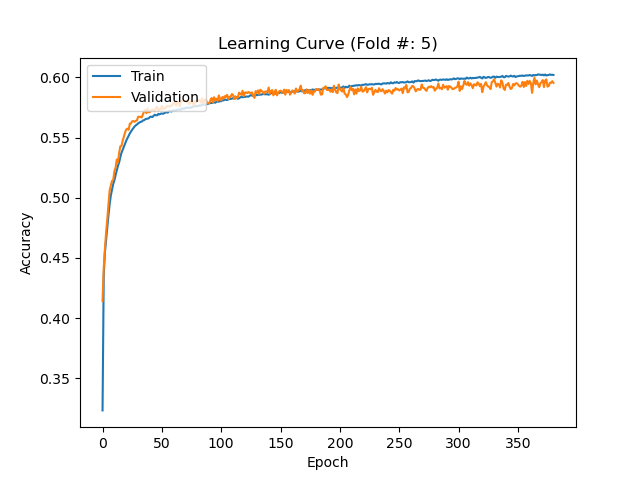 Learning Curve (Fold #: 5)
Train
Validation
0.60
0.55
0.50
0.45
0.40
0.35
Accuracy
0 50 100 150 200 250 300 350
Epoch